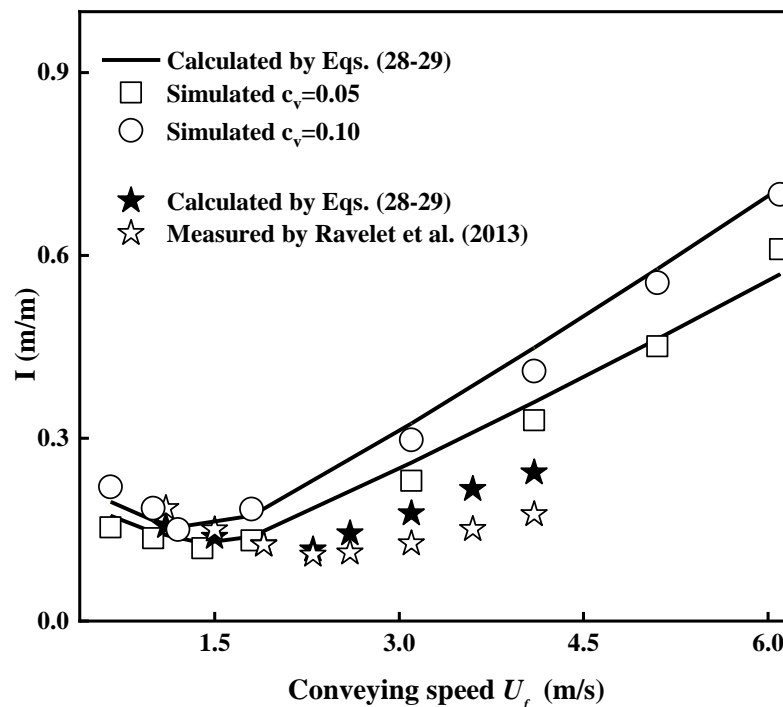 0.9
0.6
0.3
0.0
I (m/m)
Calculated by Eqs. (28-29)
Simulated c_v=0.05
Simulated c_v=0.10
Calculated by Eqs. (28-29)
Measured by Ravelet et al. (2013)
1.5 3.0 4.5 6.0
Conveying speed U_f (m/s)